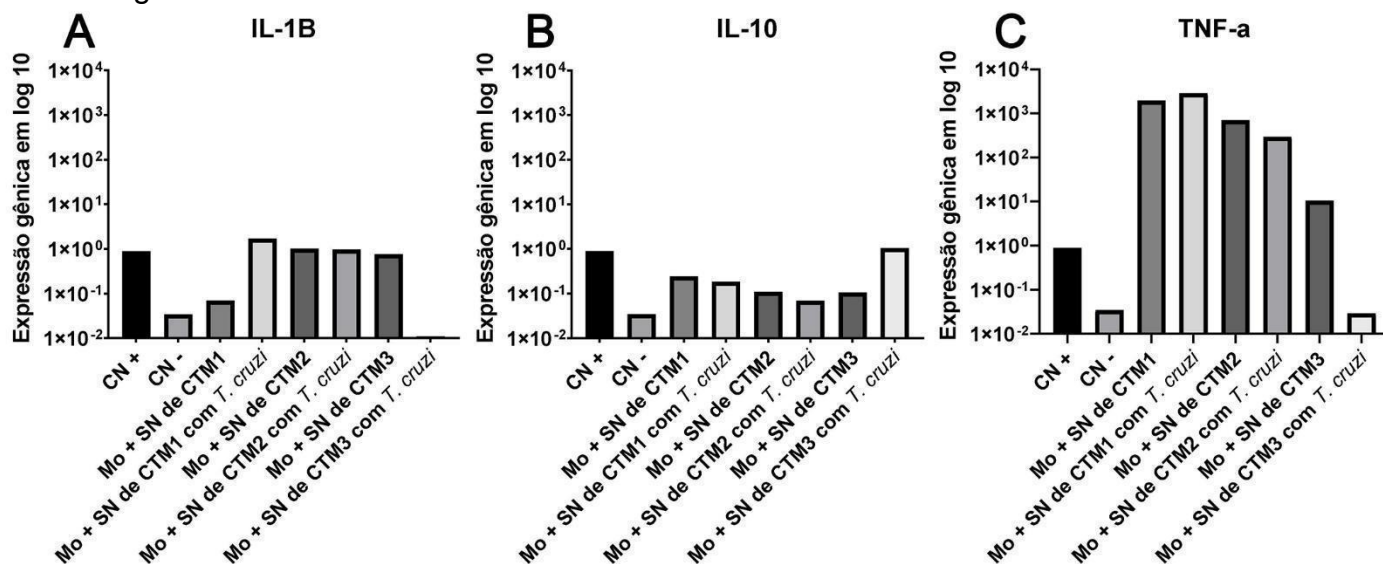 A
IL-1B
Expressão gênica em log 10
1×10⁴
1×10³
1×10²
1×10¹
1×10⁰
1×10⁻¹
1×10⁻²
CN +
CN -
Mo + SN de CTM1
Mo + SN de CTM1 com T. cruzi
Mo + SN de CTM2
Mo + SN de CTM2 com T. cruzi
Mo + SN de CTM3
Mo + SN de CTM3 com T. cruzi
B
IL-10
Expressão gênica em log 10
1×10⁴
1×10³
1×10²
1×10¹
1×10⁰
1×10⁻¹
1×10⁻²
CN +
CN -
Mo + SN de CTM1
Mo + SN de CTM1 com T. cruzi
Mo + SN de CTM2
Mo + SN de CTM2 com T. cruzi
Mo + SN de CTM3
Mo + SN de CTM3 com T. cruzi
C
TNF-a
Expressão gênica em log 10
1×10⁴
1×10³
1×10²
1×10¹
1×10⁰
1×10⁻¹
1×10⁻²
CN +
CN -
Mo + SN de CTM1
Mo + SN de CTM1 com T. cruzi
Mo + SN de CTM2
Mo + SN de CTM2 com T. cruzi
Mo + SN de CTM3
Mo + SN de CTM3 com T. cruzi